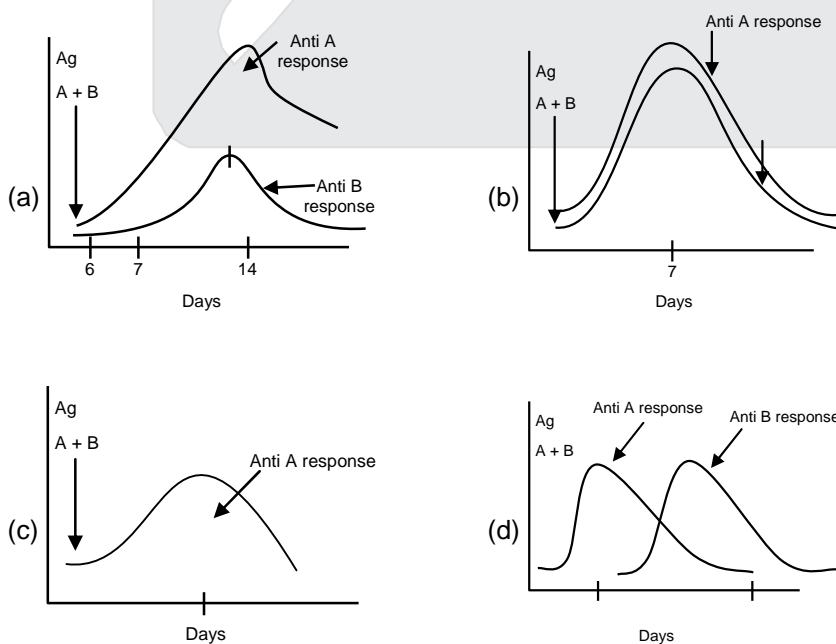 (a)
Ag
A + B
Anti A
response
Anti B
response
6
7
14
Days
(b)
Ag
A + B
Anti A response
7
Days
(c)
Ag
A + B
Anti A response
Days
(d)
Ag
A + B
Anti A response
Anti B response
Days